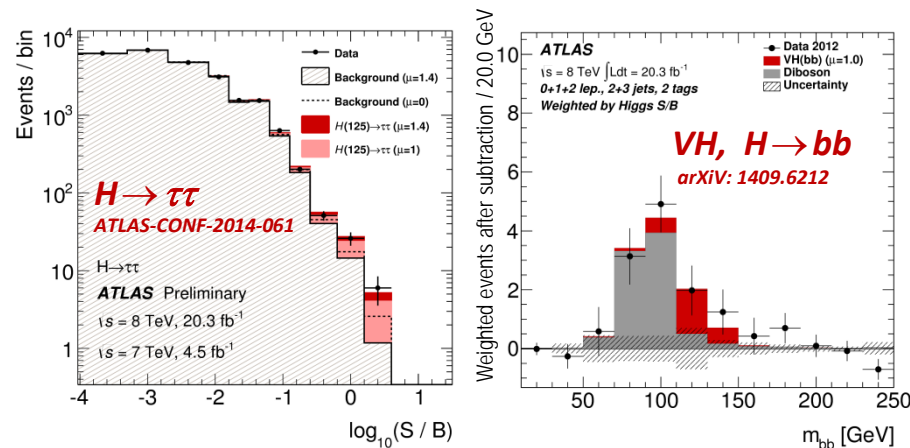 Events / bin
10⁴
10³
10²
10
1
-4
-3
-2
-1
0
1
log₁₀(S / B)
Data
Background (μ=1.4)
Background (μ=0)
H(125)→ττ (μ=1.4)
H(125)→ττ (μ=1)
H→ττ
ATLAS-CONF-2014-061
H→ττ
ATLAS Preliminary
√s = 8 TeV, 20.3 fb⁻¹
√s = 7 TeV, 4.5 fb⁻¹
Weighted events after subtraction / 20.0 GeV
10
8
6
4
2
0
50
100
150
200
250
m_bb [GeV]
ATLAS
√s = 8 TeV ∫Ldt = 20.3 fb⁻¹
0+1+2 lep., 2+3 jets, 2 tags
Weighted by Higgs S/B
Data 2012
VH(bb) (μ=1.0)
Diboson
Uncertainty
VH, H→bb
arXiV: 1409.6212